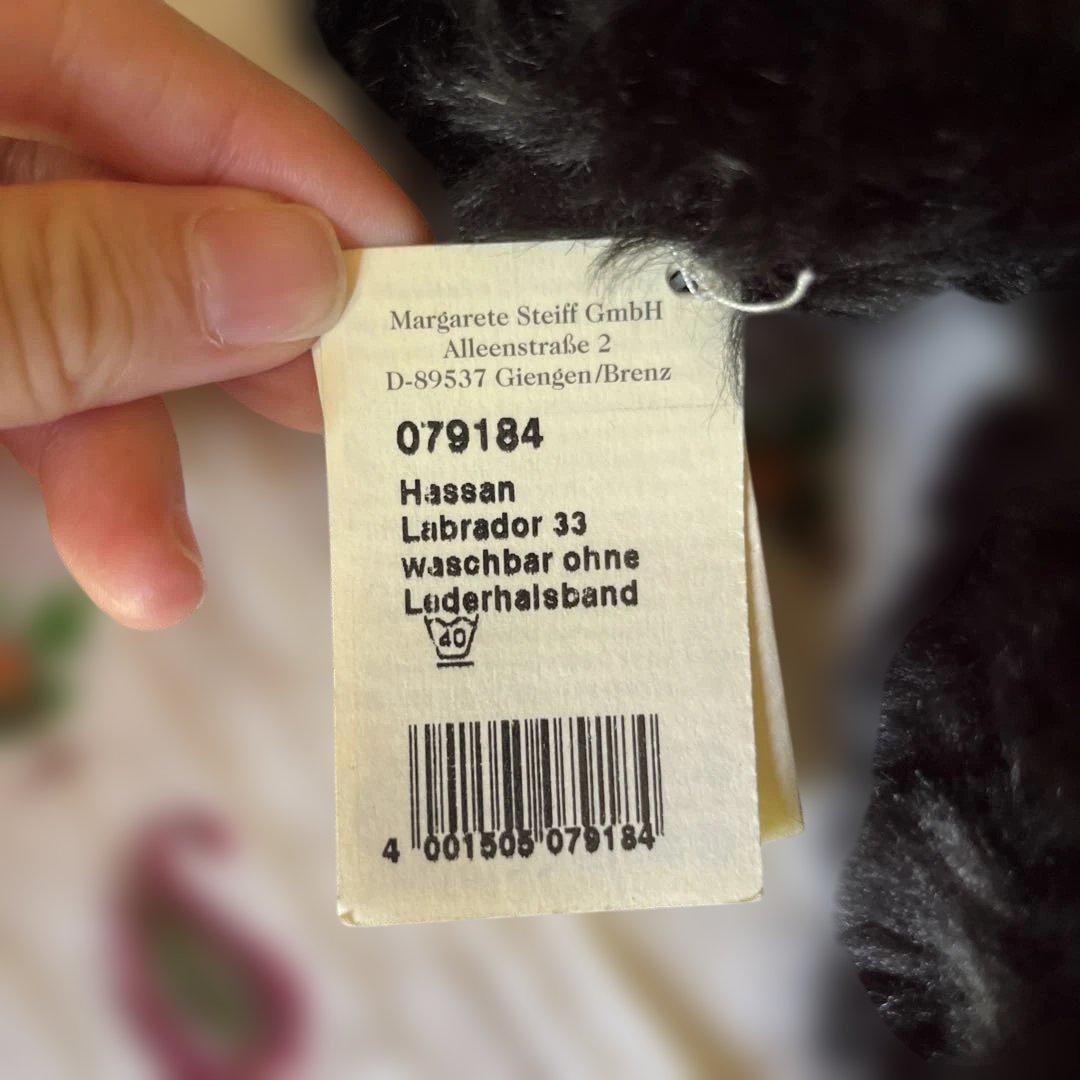 Margarete Steiff GmbH
Alleenstraße 2
D-89537 Giengen/Brenz
079184
Hassan
Labrador 33
waschbar ohne
Lederhalsband
40
4 001505 079184